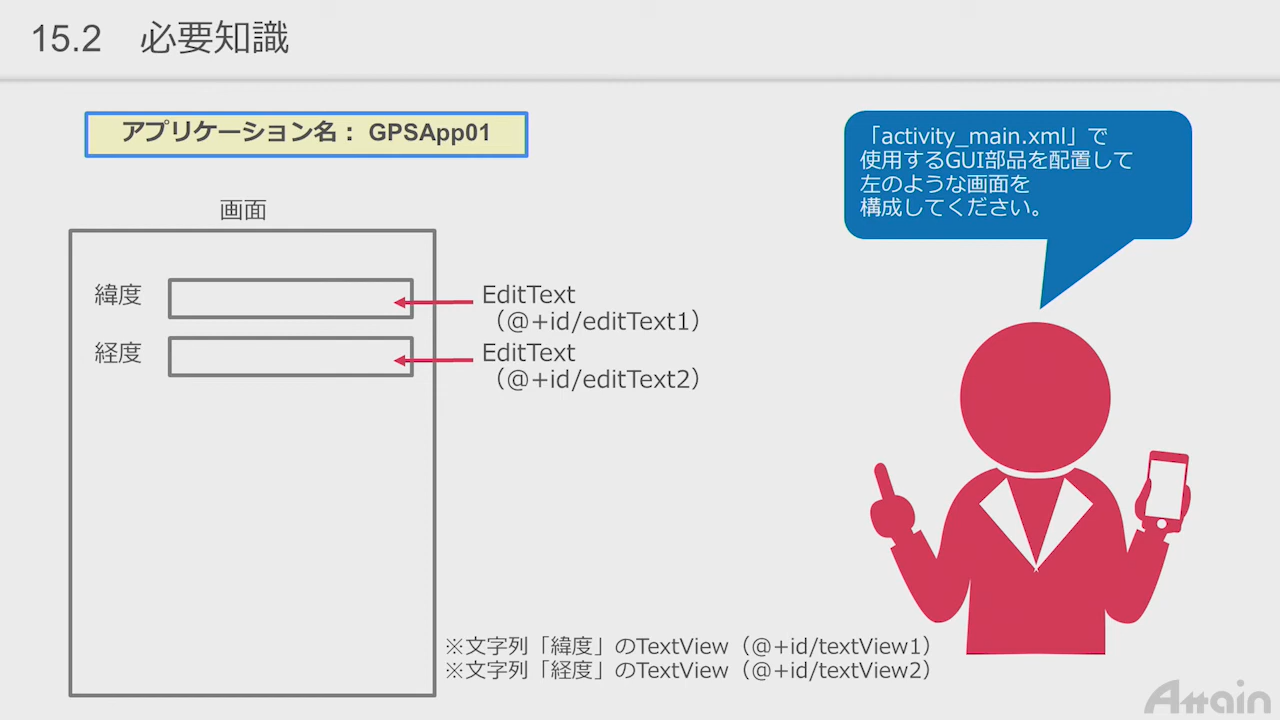 15.2 必要知識
アプリケーション名： GPSApp01
「activity_main.xml」で
使用するGUI部品を配置して
左のような画面を
構成してください。
画面
緯度
EditText
（@+id/editText1）
経度
EditText
（@+id/editText2）
※文字列「緯度」のTextView（@+id/textView1）
※文字列「経度」のTextView（@+id/textView2）
Attain